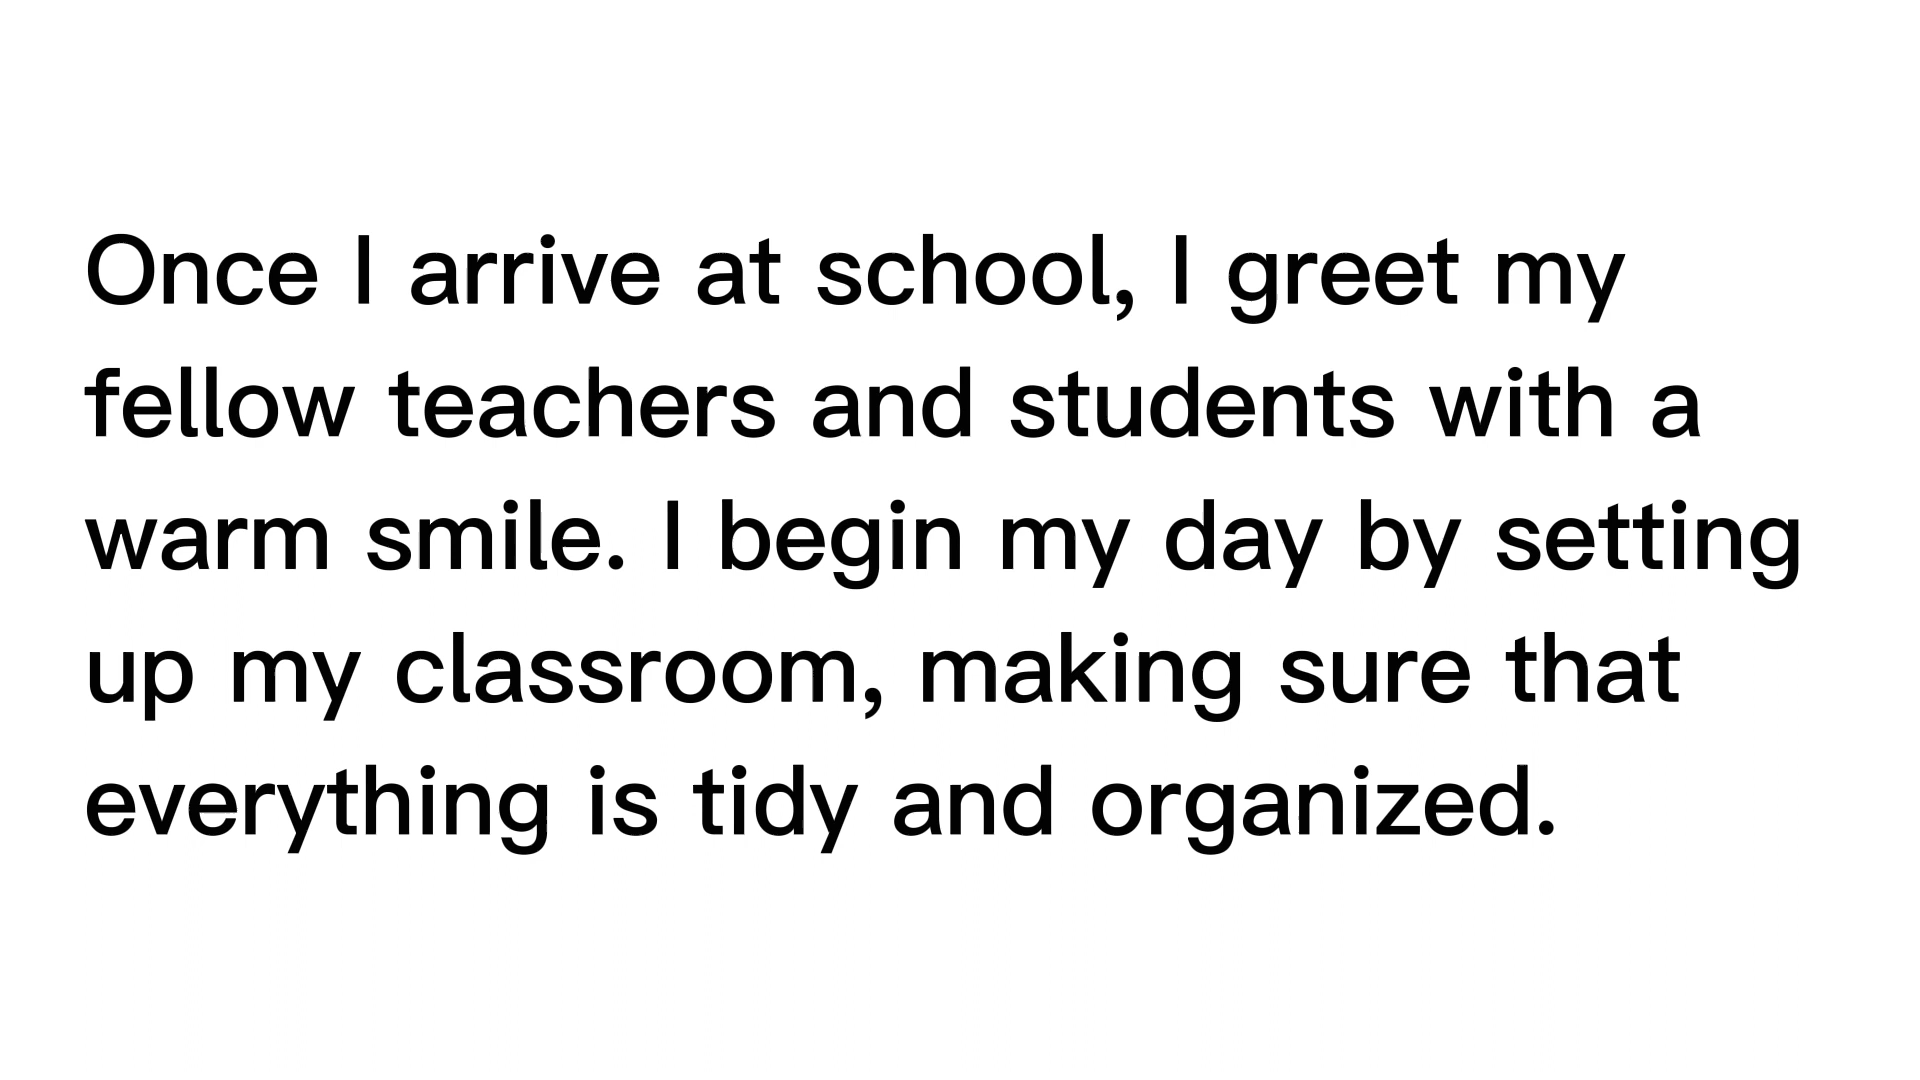 Once I arrive at school, I greet my
fellow teachers and students with a
warm smile. I begin my day by setting
up my classroom, making sure that
everything is tidy and organized.